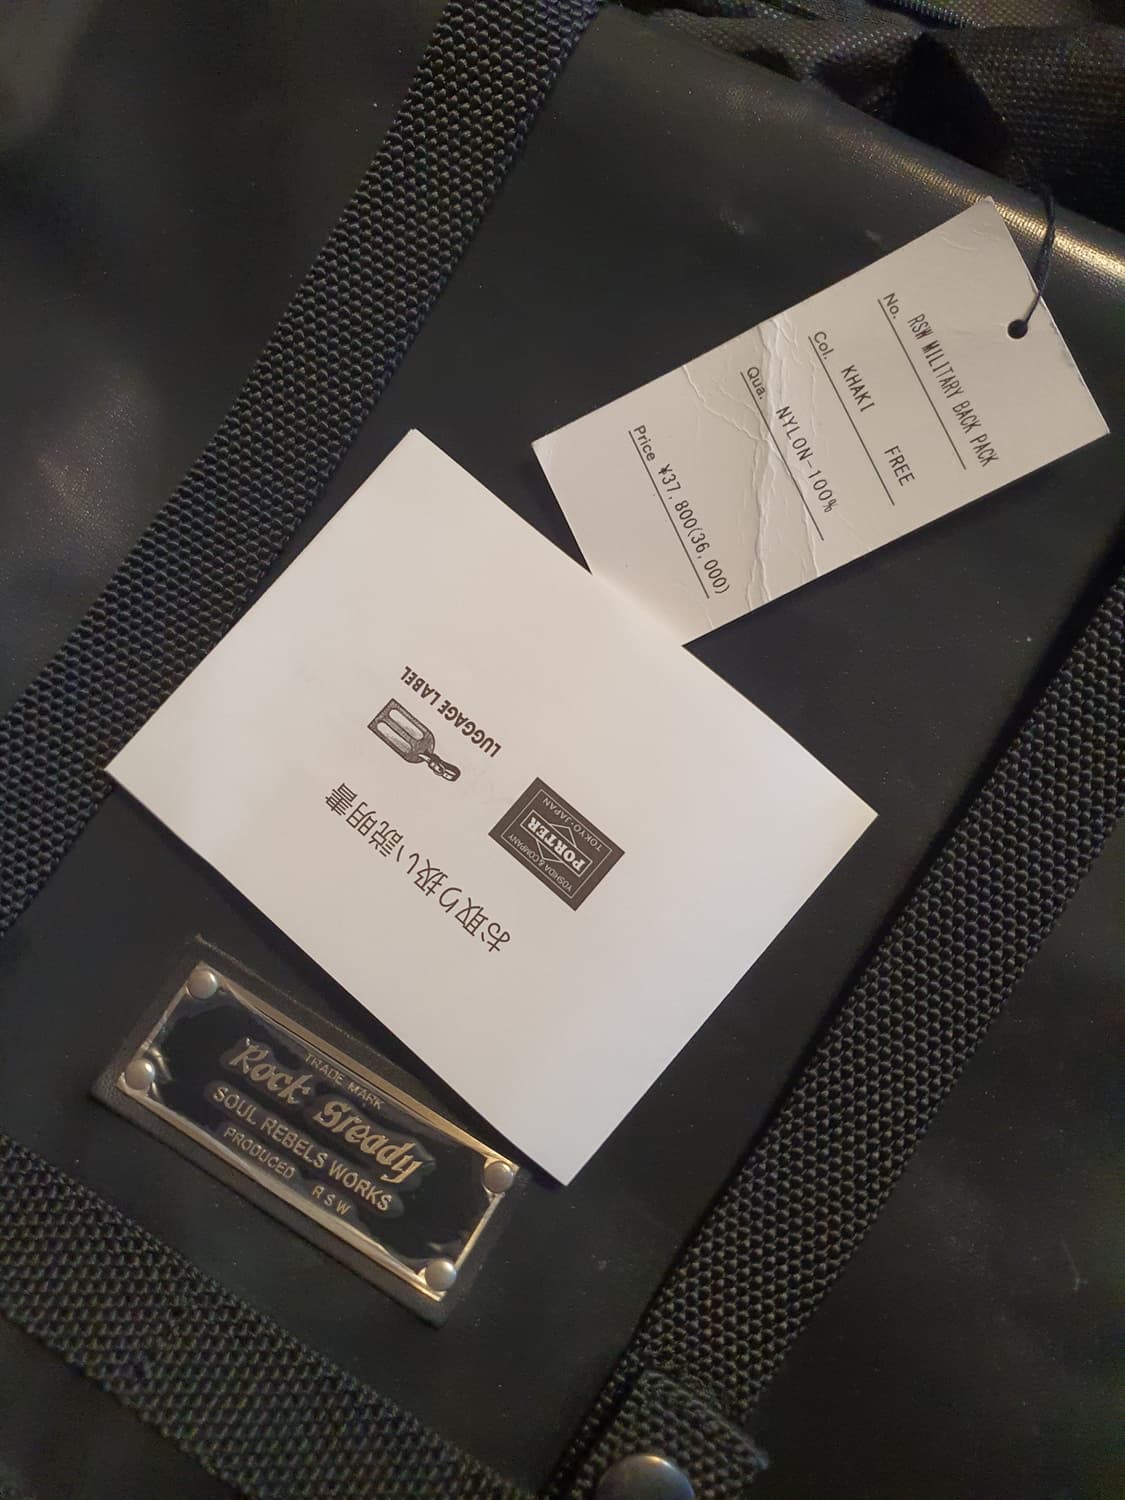 No. RSW MILITARY BACK PACK
Col. KHAKI FREE
Qua. NYLON-100%
Price ¥37,800(36,000)
YOSHIDA & COMPANY
PORTER
TOKYO-JAPAN
LUGGAGE LABEL
お取り扱い説明書
TRADE MARK
Rock Steady
SOUL REBELS WORKS
PRODUCED RSW